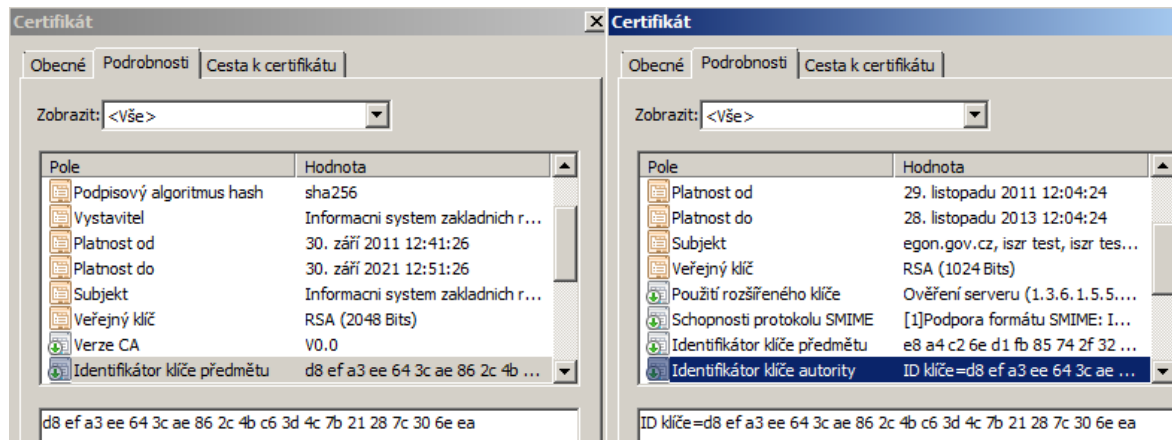 Certifikát
Obecné Podrobnosti Cesta k certifikátu
Zobrazit: <Vše>
Pole Hodnota
Podpisový algoritmus hash sha256
Vystavitel Informacni system zakladnich r...
Platnost od 30. září 2011 12:41:26
Platnost do 30. září 2021 12:51:26
Subjekt Informacni system zakladnich r...
Veřejný klíč RSA (2048 Bits)
Verze CA V0.0
Identifikátor klíče předmětu d8 ef a3 ee 64 3c ae 86 2c 4b ...
d8 ef a3 ee 64 3c ae 86 2c 4b c6 3d 4c 7b 21 28 7c 30 6e ea
Certifikát
Obecné Podrobnosti Cesta k certifikátu
Zobrazit: <Vše>
Pole Hodnota
Platnost od 29. listopadu 2011 12:04:24
Platnost do 28. listopadu 2013 12:04:24
Subjekt egon.gov.cz, iszr test, iszr tes...
Veřejný klíč RSA (1024 Bits)
Použití rozšířeného klíče Ověření serveru (1.3.6.1.5.5....
Schopnosti protokolu SMIME [1]Podpora formátu SMIME: I...
Identifikátor klíče předmětu e8 a4 c2 6e d1 fb 85 74 2f 32 ...
Identifikátor klíče autority ID klíče=d8 ef a3 ee 64 3c ae ...
ID klíče=d8 ef a3 ee 64 3c ae 86 2c 4b c6 3d 4c 7b 21 28 7c 30 6e ea